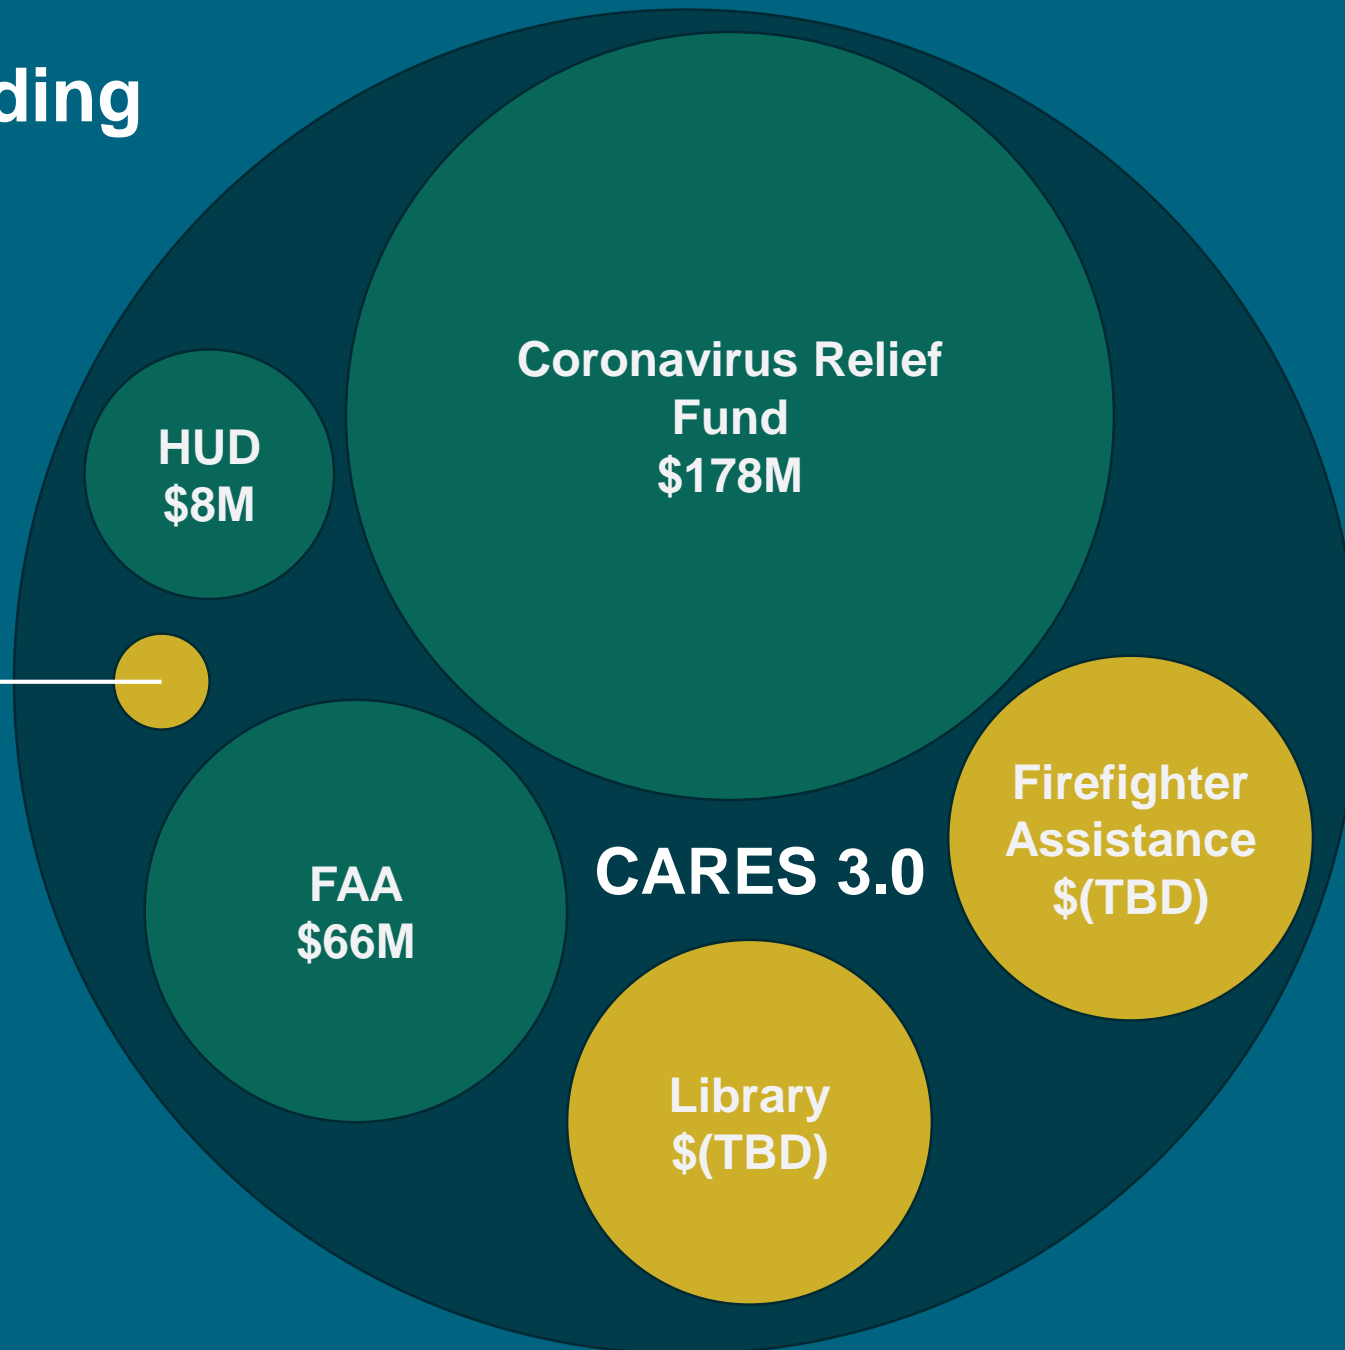 ding
Coronavirus Relief
Fund
$178M
HUD
$8M
Firefighter
Assistance
$(TBD)
CARES 3.0
FAA
$66M
Library
$(TBD)